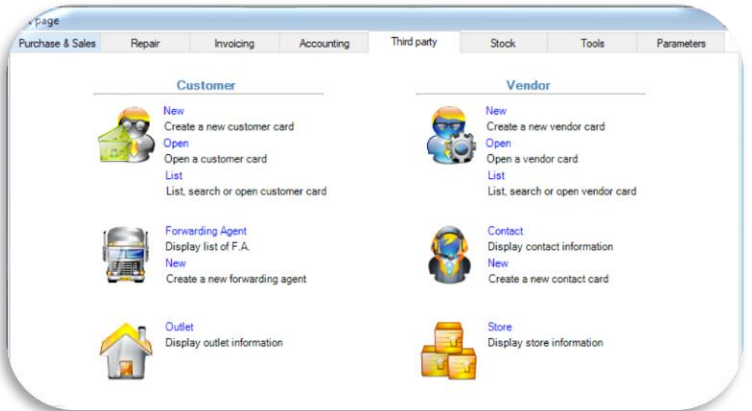 page
Purchase & Sales Repair Invoicing Accounting Third party Stock Tools Parameters
Customer
New
Create a new customer card
Open
Open a customer card
List
List, search or open customer card
Vendor
New
Create a new vendor card
Open
Open a vendor card
List
List, search or open vendor card
Forwarding Agent
Display list of F.A.
New
Create a new forwarding agent
Contact
Display contact information
New
Create a new contact card
Outlet
Display outlet information
Store
Display store information